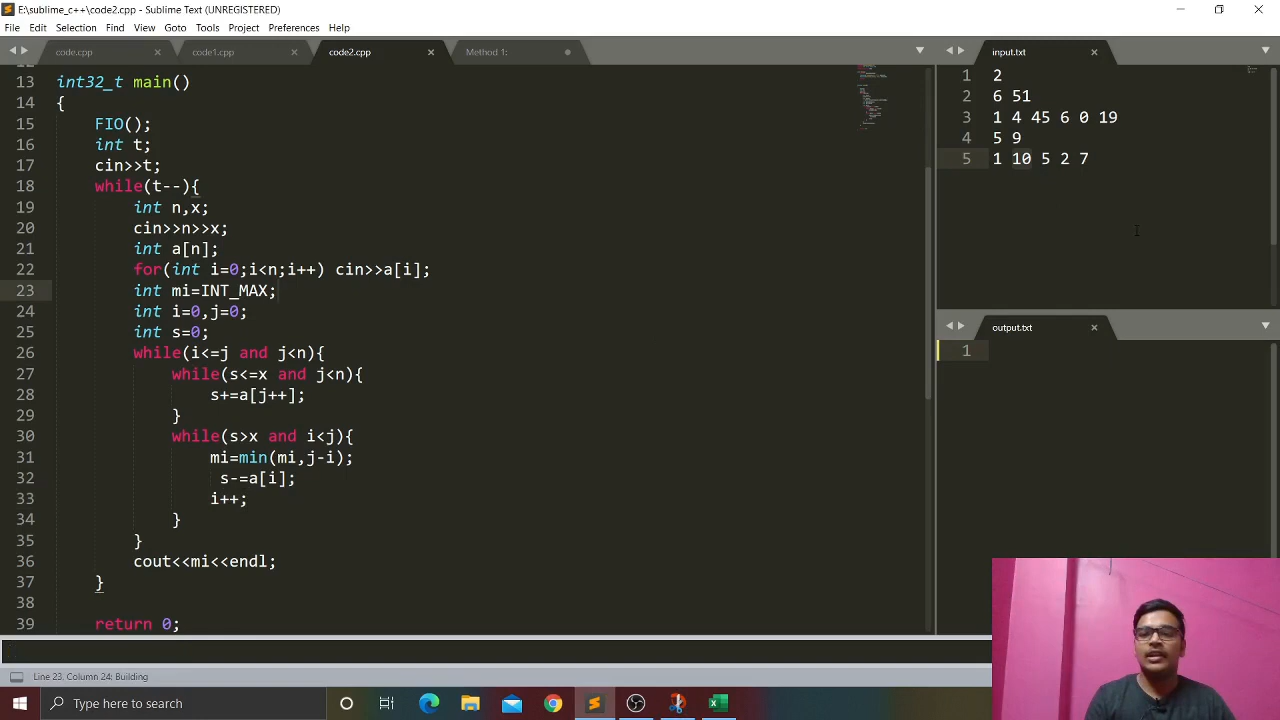 E:\sublime_c++\code2.cpp - Sublime Text (UNREGISTERED)
File Edit Selection Find View Goto Tools Project Preferences Help
code.cpp code1.cpp code2.cpp Method 1:
13 int32_t main()
14 {
15 FIO();
16 int t;
17 cin>>t;
18 while(t--){
19 int n,x;
20 cin>>n>>x;
21 int a[n];
22 for(int i=0;i<n;i++) cin>>a[i];
23 int mi=INT_MAX;
24 int i=0,j=0;
25 int s=0;
26 while(i<=j and j<n){
27 while(s<=x and j<n){
28 s+=a[j++];
29 }
30 while(s>x and i<j){
31 mi=min(mi,j-i);
32 s-=a[i];
33 i++;
34 }
35 }
36 cout<<mi<<endl;
37 }
38
39 return 0;
input.txt
1 2
2 6 51
3 1 4 45 6 0 19
4 5 9
5 1 10 5 2 7
output.txt
1
Line 23, Column 24: Building
Type here to search